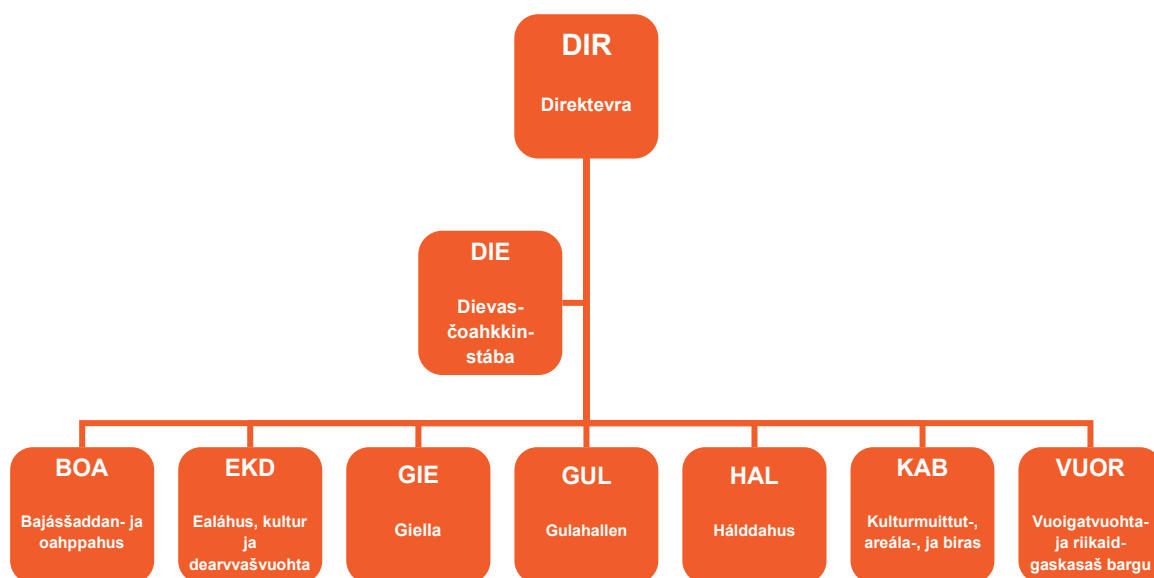 DIR
Direktevra
DIE
Dievas-
čoahkkin-
stába
BOA
Bajásšaddan- ja
oahppahus
EKD
Ealáhus, kultur
ja
dearvvašvuohta
GIE
Giella
GUL
Gulahallen
HAL
Hálddahus
KAB
Kulturmuittut-,
areála-, ja biras
VUOR
Vuoigatvuohta-
ja riikaid-
gaskasaš bargu